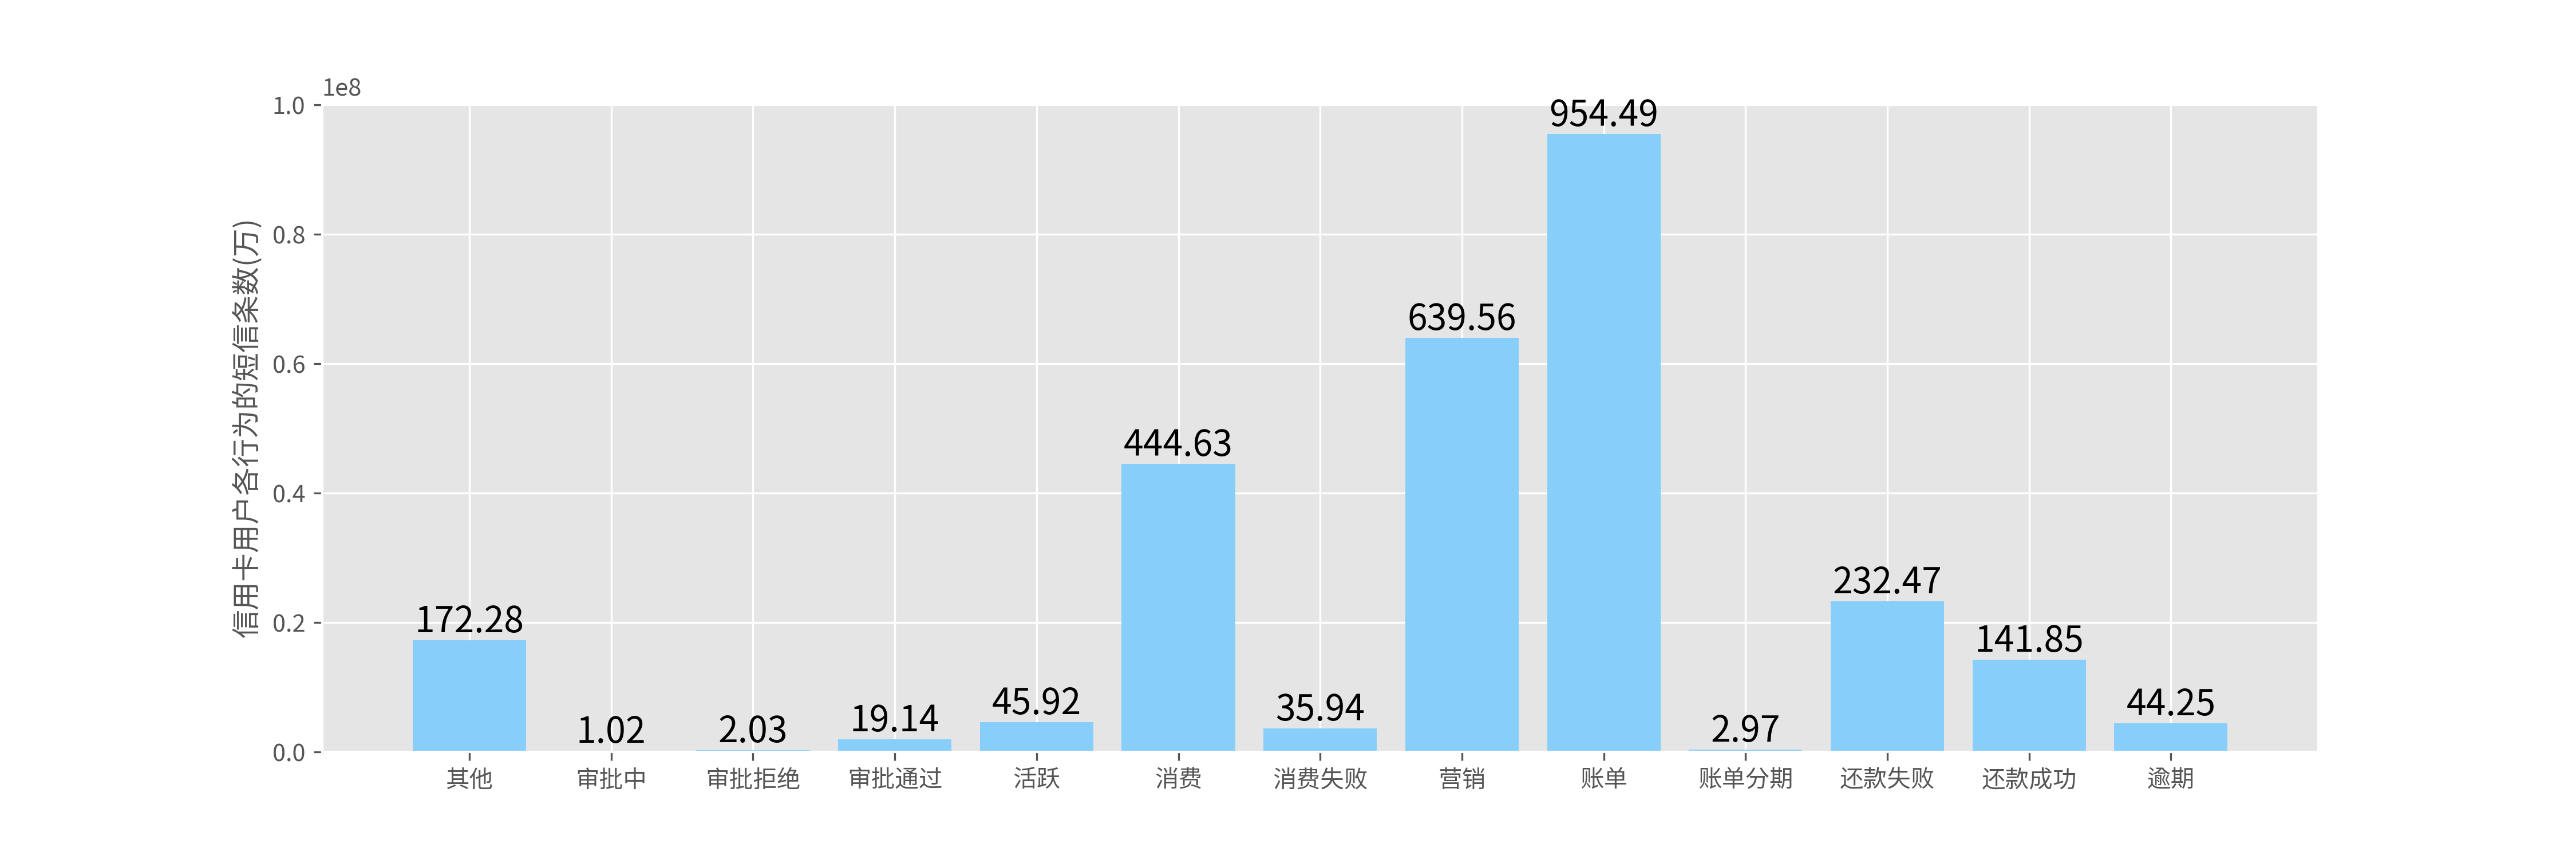 1e8
1.0
0.8
0.6
0.4
0.2
0.0
信用卡用户各行为的短信条数(万)
172.28
1.02
2.03
19.14
45.92
444.63
35.94
639.56
954.49
2.97
232.47
141.85
44.25
其他
审批中
审批拒绝
审批通过
活跃
消费
消费失败
营销
账单
账单分期
还款失败
还款成功
逾期